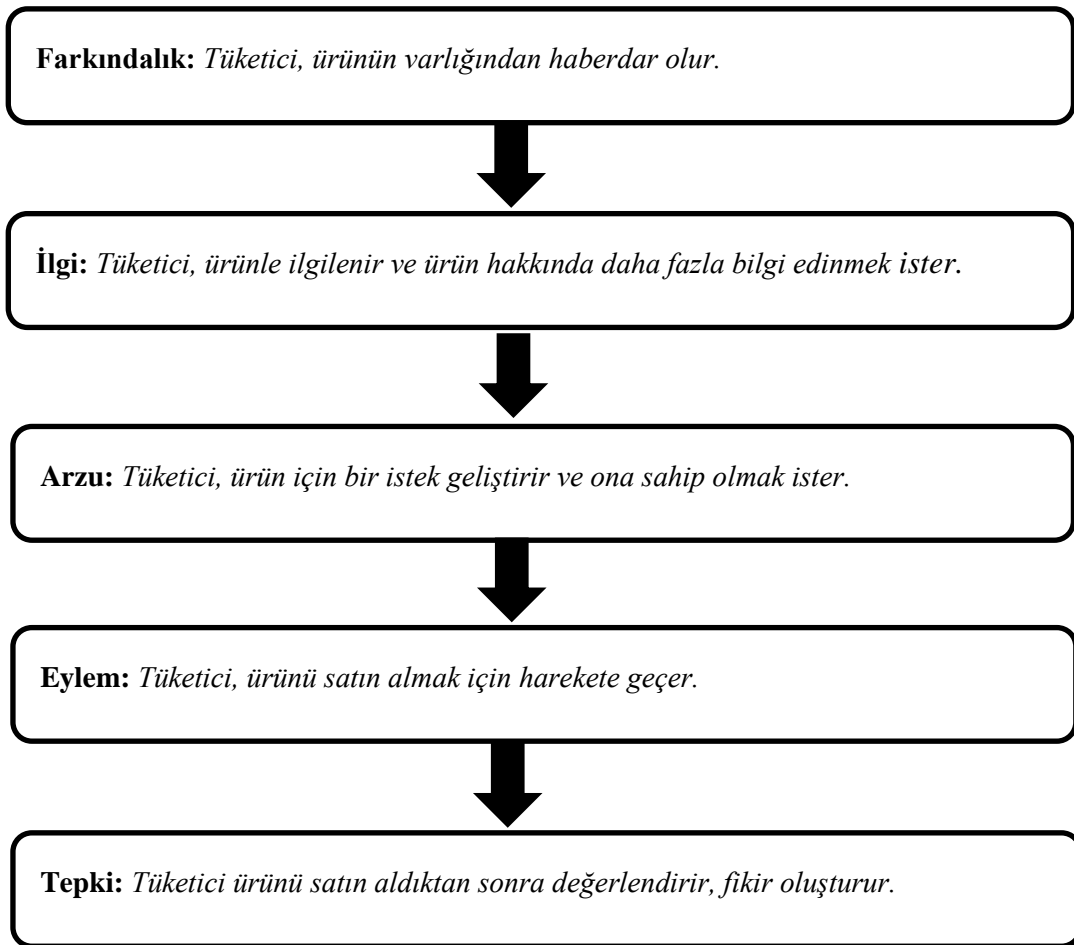 Farkındalık: Tüketici, ürünün varlığından haberdar olur.
İlgi: Tüketici, ürünle ilgilenir ve ürün hakkında daha fazla bilgi edinmek ister.
Arzu: Tüketici, ürün için bir istek geliştirir ve ona sahip olmak ister.
Eylem: Tüketici, ürünü satın almak için harekete geçer.
Tepki: Tüketici ürünü satın aldıktan sonra değerlendirir, fikir oluşturur.